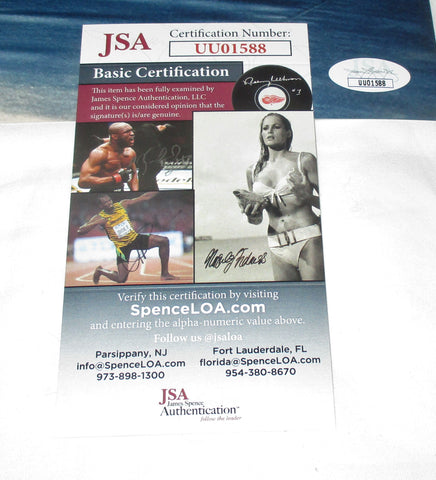 JSA
Certification Number:
UU01588
Basic Certification
This item has been fully examined by
James Spence Authentication, LLC
and it is our considered opinion that the
signature(s) is/are genuine.
UU01588
Verify this certification by visiting
SpenceLOA.com
and entering the alpha-numeric value above.
Follow us @Jsaloa
Parsippany, NJ
info@SpenceLOA.com
973-898-1300
Fort Lauderdale, FL
florida@SpenceLOA.com
954-380-8670
JSA
James Spence
Authentication
follow the leader